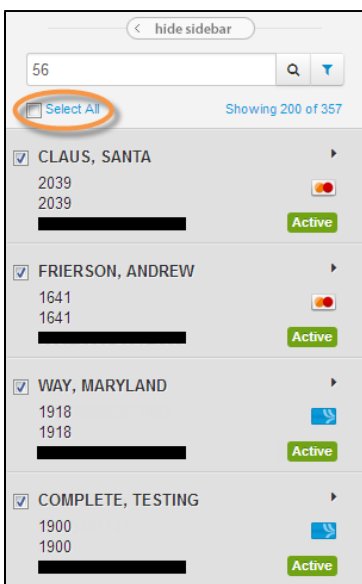 hide sidebar
56
Select All Showing 200 of 357
CLAUS, SANTA
2039
2039
Active
FRIERSON, ANDREW
1641
1641
Active
WAY, MARYLAND
1918
1918
Active
COMPLETE, TESTING
1900
1900
Active